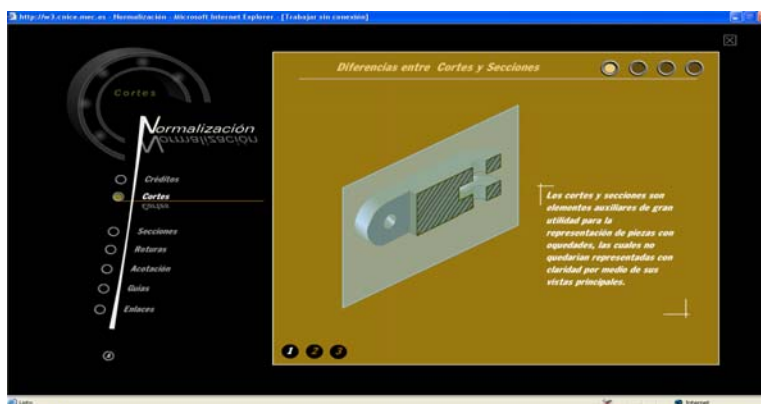 http://w3.cnice.mec.es - Normalización - Microsoft Internet Explorer - [Trabajar sin conexión]
Cortes
Normalización
Normalización
Créditos
Cortes
Cortes
Secciones
Roturas
Acotación
Guías
Enlaces
Diferencias entre Cortes y Secciones
Los cortes y secciones son
elementos auxiliares de gran
utilidad para la
representación de piezas con
oquedades, las cuales no
quedarían representadas con
claridad por medio de sus
vistas principales.
1 2 3
Listo
Internet